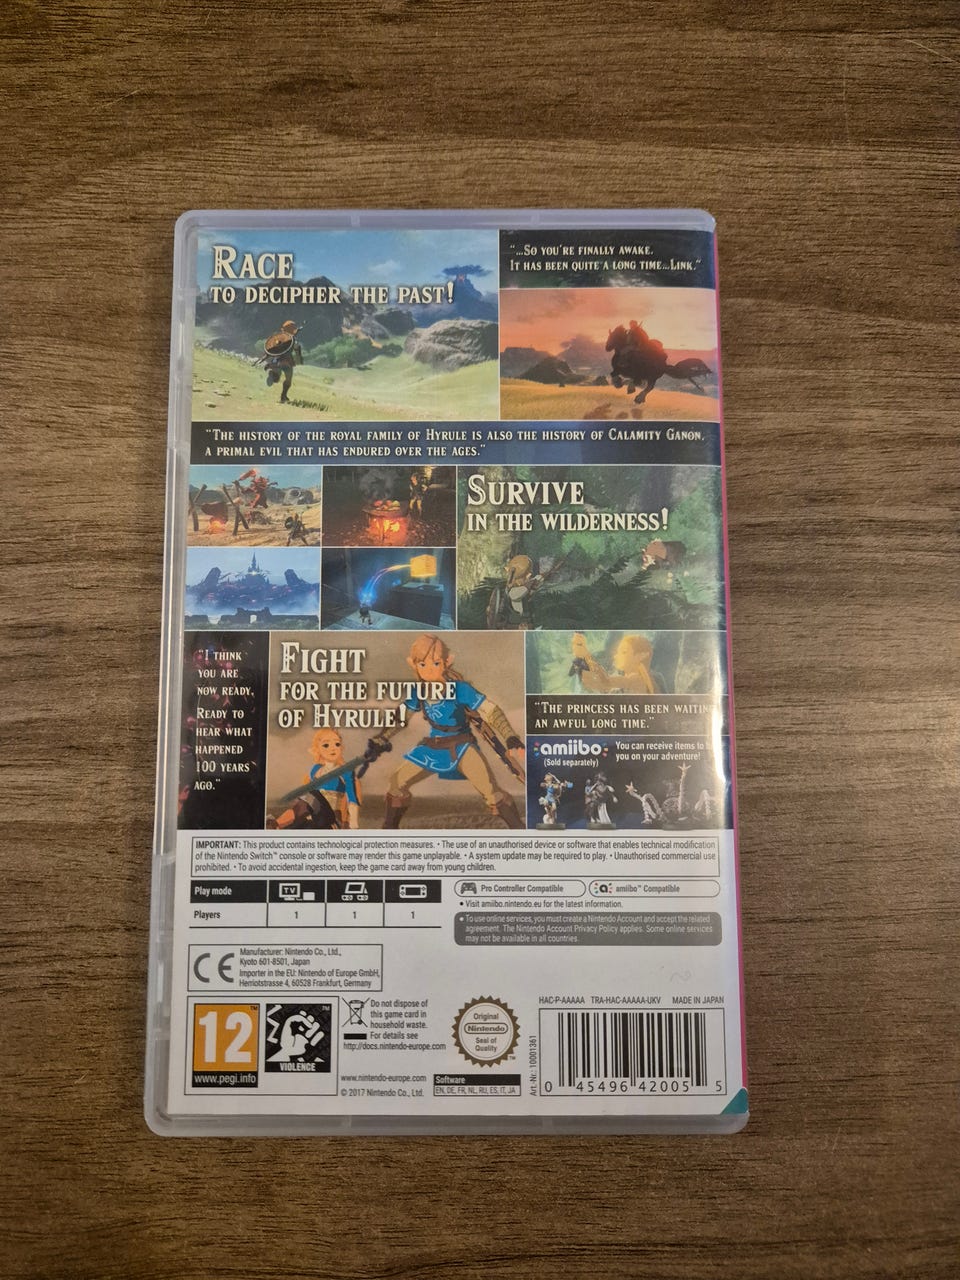 RACE
TO DECIPHER THE PAST!
"...SO YOU'RE FINALLY AWAKE.
IT HAS BEEN QUITE A LONG TIME...LINK."
"THE HISTORY OF THE ROYAL FAMILY OF HYRULE IS ALSO THE HISTORY OF CALAMITY GANON,
A PRIMAL EVIL THAT HAS ENDURED OVER THE AGES."
SURVIVE
IN THE WILDERNESS!
"I THINK
YOU ARE
NOW READY.
READY TO
HEAR WHAT
HAPPENED
100 YEARS
AGO."
FIGHT
FOR THE FUTURE
OF HYRULE!
"THE PRINCESS HAS BEEN WAITING
AN AWFUL LONG TIME."
amiibo
(Sold separately)
You can receive items to
you on your adventure!
IMPORTANT: This product contains technological protection measures. • The use of an unauthorised device or software that enables technical modification
of the Nintendo Switch™ console or software may render this game unplayable. • A system update may be required to play. • Unauthorised commercial use
prohibited. • To avoid accidental ingestion, keep the game card away from young children.
Play mode
TV
Players 1 1 1
Pro Controller Compatible
amiibo™ Compatible
• Visit amiibo.nintendo.eu for the latest information.
• To use online services, you must create a Nintendo Account and accept the related
agreement. The Nintendo Account Privacy Policy applies. Some online services
may not be available in all countries.
CE
Manufacturer: Nintendo Co., Ltd.,
Kyoto 601-8501, Japan
Importer in the EU: Nintendo of Europe GmbH,
Herriotstrasse 4, 60528 Frankfurt, Germany
12
www.pegi.info
VIOLENCE
Do not dispose of
this game card in
household waste.
For details see
http://docs.nintendo-europe.com
www.nintendo-europe.com
© 2017 Nintendo Co., Ltd.
Original
Nintendo
Seal of
Quality
Software
EN, DE, FR, NL, RU, ES, IT, JA
HAC-P-AAAAA TRA-HAC-AAAAA-UKV MADE IN JAPAN
Art.-Nr.: 10001361
0 45496 42005 5